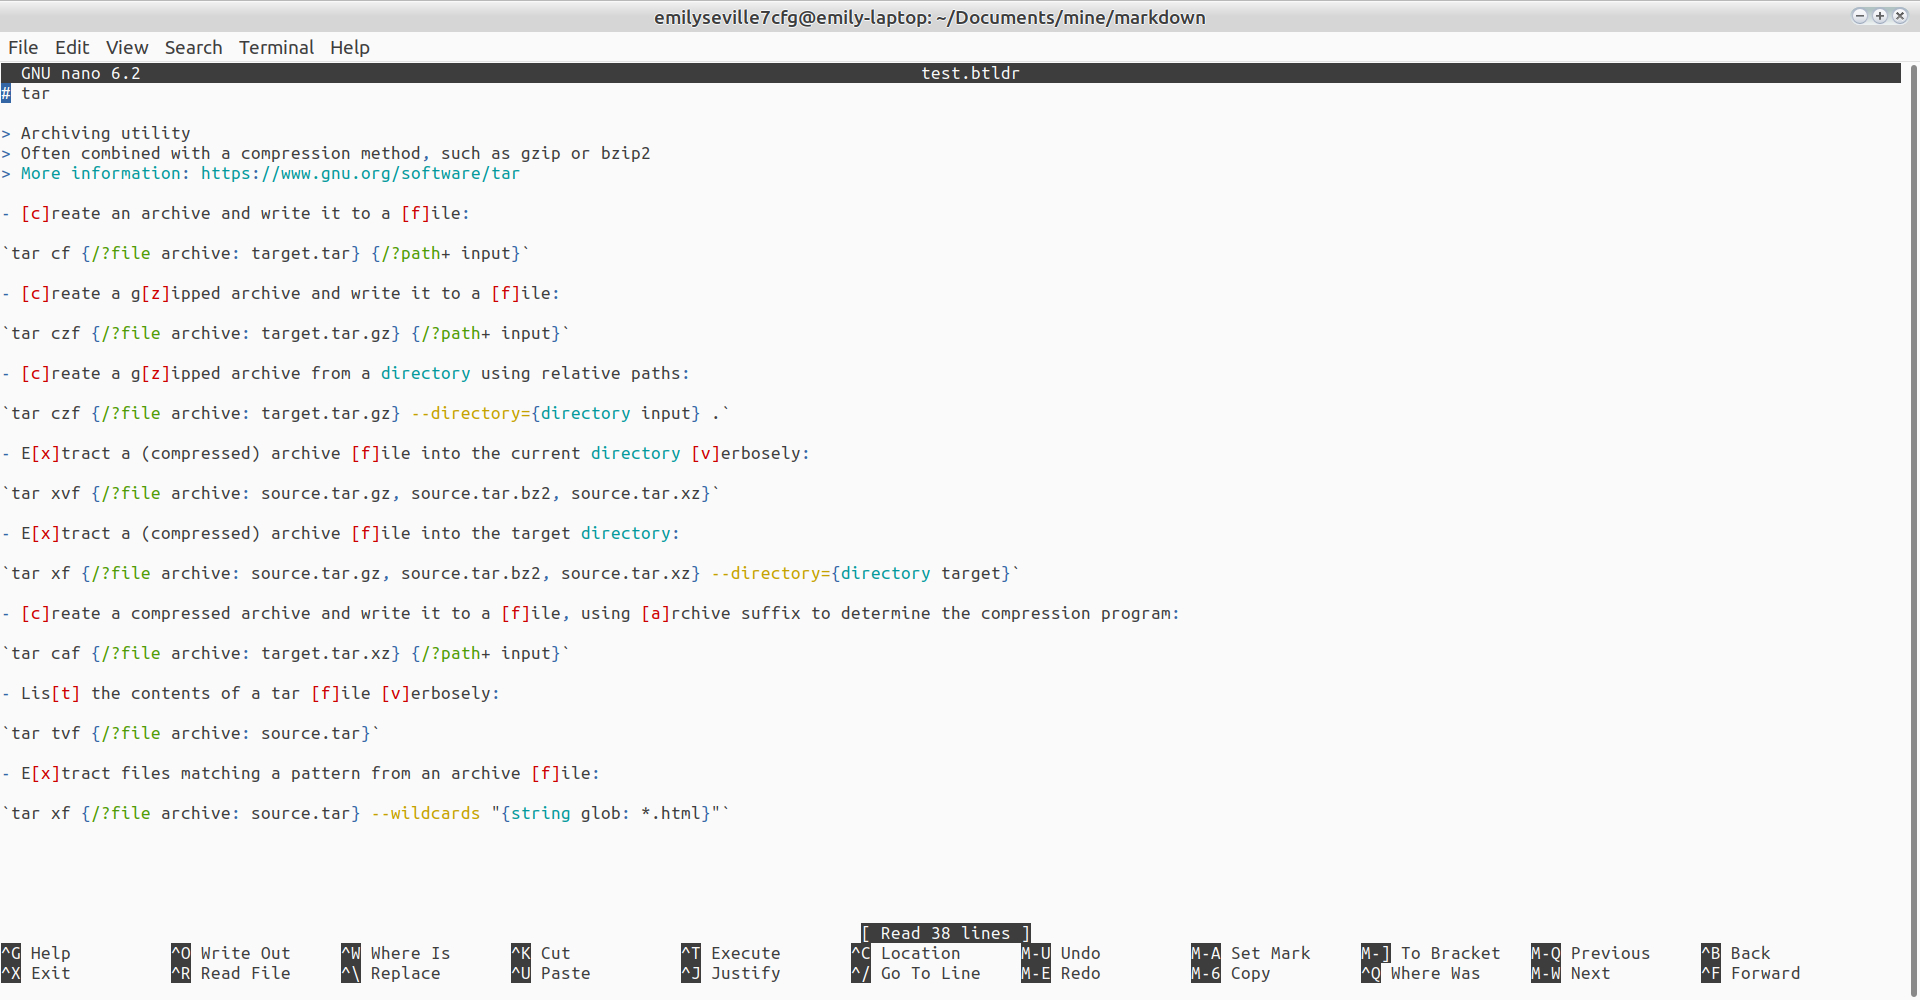 emilyseville7cfg@emily-laptop: ~/Documents/mine/markdown
File Edit View Search Terminal Help
GNU nano 6.2 test.btldr
# tar
> Archiving utility
> Often combined with a compression method, such as gzip or bzip2
> More information: https://www.gnu.org/software/tar
- [c]reate an archive and write it to a [f]ile:
`tar cf {/?file archive: target.tar} {/?path+ input}`
- [c]reate a g[z]ipped archive and write it to a [f]ile:
`tar czf {/?file archive: target.tar.gz} {/?path+ input}`
- [c]reate a g[z]ipped archive from a directory using relative paths:
`tar czf {/?file archive: target.tar.gz} --directory={directory input} .`
- E[x]tract a (compressed) archive [f]ile into the current directory [v]erbosely:
`tar xvf {/?file archive: source.tar.gz, source.tar.bz2, source.tar.xz}`
- E[x]tract a (compressed) archive [f]ile into the target directory:
`tar xf {/?file archive: source.tar.gz, source.tar.bz2, source.tar.xz} --directory={directory target}`
- [c]reate a compressed archive and write it to a [f]ile, using [a]rchive suffix to determine the compression program:
`tar caf {/?file archive: target.tar.xz} {/?path+ input}`
- Lis[t] the contents of a tar [f]ile [v]erbosely:
`tar tvf {/?file archive: source.tar}`
- E[x]tract files matching a pattern from an archive [f]ile:
`tar xf {/?file archive: source.tar} --wildcards "{string glob: *.html}"`
[ Read 38 lines ]
^G Help ^O Write Out ^W Where Is ^K Cut ^T Execute ^C Location M-U Undo M-A Set Mark M-] To Bracket M-Q Previous ^B Back
^X Exit ^R Read File ^\ Replace ^U Paste ^J Justify ^/ Go To Line M-E Redo M-6 Copy ^Q Where Was M-W Next ^F Forward